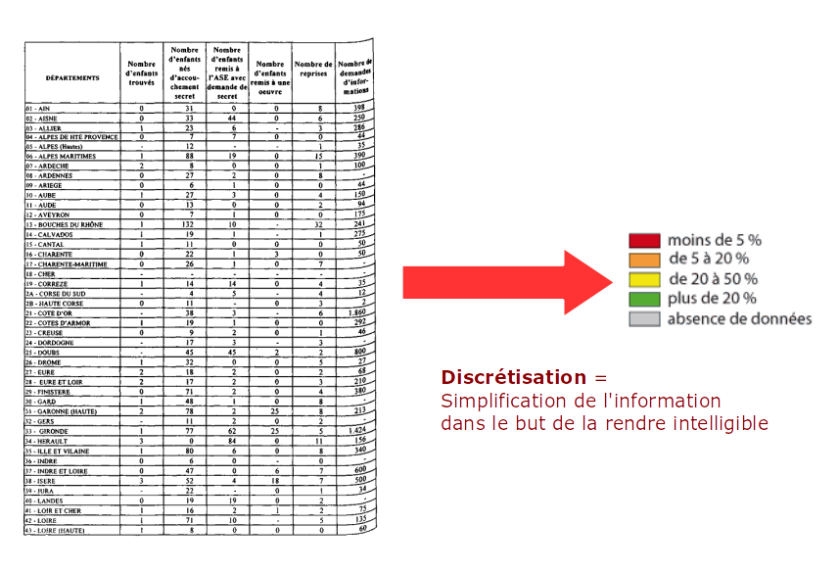 DÉPARTEMENTS | Nombre d'enfants trouvés | Nombre d'enfants nés d'accou-chement secret | Nombre d'enfants remis à l'ASE avec demande de secret | Nombre d'enfants remis à une oeuvre | Nombre de reprises | Nombre de demandes d'infor-mations
01 - AIN 0 31 0 0 8 398
02 - AISNE 0 33 44 0 6 250
03 - ALLIER 1 23 6 - 3 286
04 - ALPES DE HTE PROVENCE 0 7 7 0 0 44
05 - ALPES (Hautes) - 12 - - 1 35
06 - ALPES MARITIMES 1 88 19 0 15 390
07 - ARDECHE 2 8 0 0 1 100
08 - ARDENNES 0 27 2 0 8 -
09 - ARIEGE 0 6 1 0 0 44
10 - AUBE 1 27 3 0 4 150
11 - AUDE 0 13 0 0 2 94
12 - AVEYRON 0 7 1 0 0 175
13 - BOUCHES DU RHÔNE 1 132 10 - 32 241
14 - CALVADOS 1 19 1 - 1 275
15 - CANTAL 1 11 0 0 0 50
16 - CHARENTE 0 22 1 3 0 50
17 - CHARENTE-MARITIME 0 26 1 0 7 -
18 - CHER - - - - - -
19 - CORREZE 1 14 14 0 4 35
2A - CORSE DU SUD - 4 5 - 4 12
2B - HAUTE CORSE 0 11 - 0 3 2
21 - COTE D'OR - 38 3 - 6 1.860
22 - COTES D'ARMOR 1 19 1 0 0 292
23 - CREUSE 0 9 2 0 1 46
24 - DORDOGNE - 17 3 - 3 -
25 - DOUBS - 45 45 2 2 800
26 - DROME 1 32 0 0 5 27
27 - EURE 2 18 2 0 2 68
28 - EURE ET LOIR 2 17 2 0 3 210
29 - FINISTERE 0 71 2 0 4 380
30 - GARD 1 48 1 0 8 -
31 - GARONNE (HAUTE) 2 78 2 25 8 213
32 - GERS - 11 2 0 2 -
33 - GIRONDE 1 77 62 25 5 1.424
34 - HERAULT 3 0 84 0 11 156
35 - ILLE ET VILAINE 1 80 6 0 8 340
36 - INDRE 0 6 0 - 0 -
37 - INDRE ET LOIRE 0 47 0 6 7 600
38 - ISERE 3 52 4 18 7 500
39 - JURA - 22 - 0 1 34
40 - LANDES 0 19 19 0 2 -
41 - LOIR ET CHER 1 16 2 1 2 75
42 - LOIRE 1 71 10 - 5 135
43 - LOIRE (HAUTE) 1 8 0 0 0 60
moins de 5 %
de 5 à 20 %
de 20 à 50 %
plus de 20 %
absence de données
Discrétisation =
Simplification de l'information
dans le but de la rendre intelligible